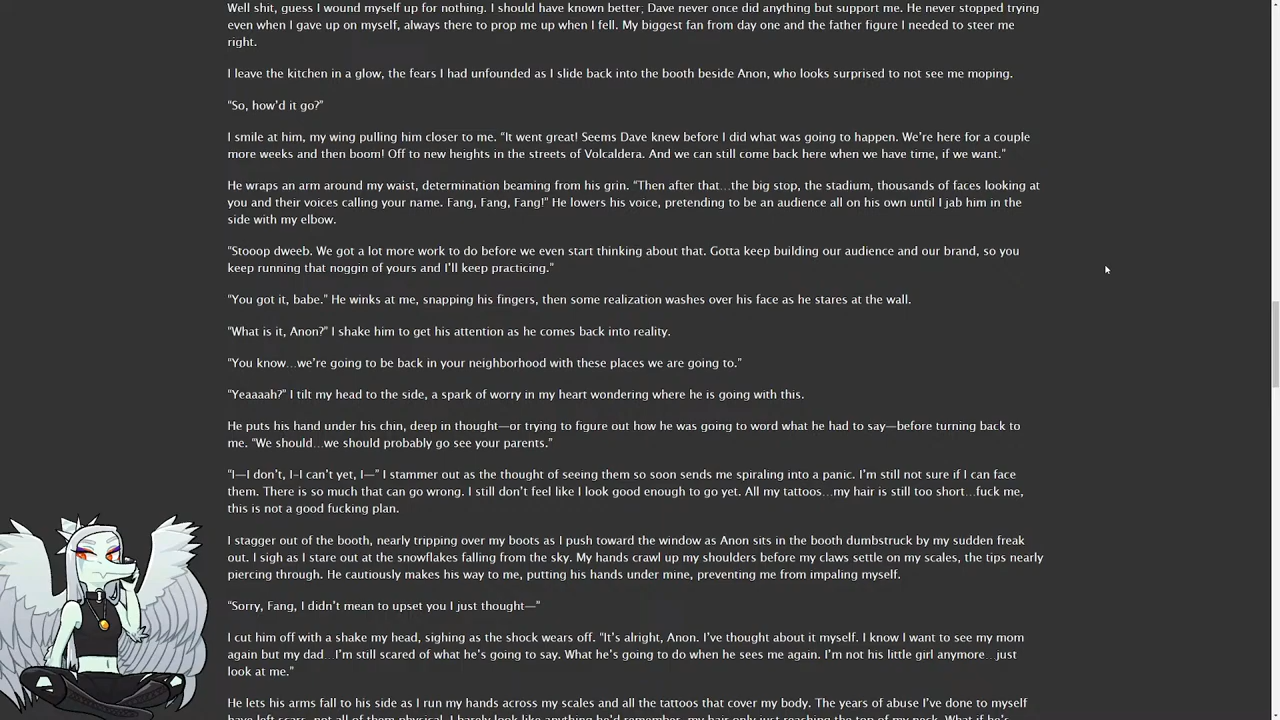 Well shit, guess I wound myself up for nothing. I should have known better; Dave never once did anything but support me. He never stopped trying
even when I gave up on myself, always there to prop me up when I fell. My biggest fan from day one and the father figure I needed to steer me
right.
I leave the kitchen in a glow, the fears I had unfounded as I slide back into the booth beside Anon, who looks surprised to not see me moping.
“So, how’d it go?”
I smile at him, my wing pulling him closer to me. “It went great! Seems Dave knew before I did what was going to happen. We’re here for a couple
more weeks and then boom! Off to new heights in the streets of Volcaldera. And we can still come back here when we have time, if we want.”
He wraps an arm around my waist, determination beaming from his grin. “Then after that…the big stop, the stadium, thousands of faces looking at
you and their voices calling your name. Fang, Fang, Fang!” He lowers his voice, pretending to be an audience all on his own until I jab him in the
side with my elbow.
“Stooop dweeb. We got a lot more work to do before we even start thinking about that. Gotta keep building our audience and our brand, so you
keep running that noggin of yours and I’ll keep practicing.”
“You got it, babe.” He winks at me, snapping his fingers, then some realization washes over his face as he stares at the wall.
“What is it, Anon?” I shake him to get his attention as he comes back into reality.
“You know…we’re going to be back in your neighborhood with these places we are going to.”
“Yeaaaah?” I tilt my head to the side, a spark of worry in my heart wondering where he is going with this.
He puts his hand under his chin, deep in thought—or trying to figure out how he was going to word what he had to say—before turning back to
me. “We should…we should probably go see your parents.”
“I—I don’t, I–I can’t yet, I—” I stammer out as the thought of seeing them so soon sends me spiraling into a panic. I’m still not sure if I can face
them. There is so much that can go wrong. I still don’t feel like I look good enough to go yet. All my tattoos…my hair is still too short…fuck me,
this is not a good fucking plan.
I stagger out of the booth, nearly tripping over my boots as I push toward the window as Anon sits in the booth dumbstruck by my sudden freak
out. I sigh as I stare out at the snowflakes falling from the sky. My hands crawl up my shoulders before my claws settle on my scales, the tips nearly
piercing through. He cautiously makes his way to me, putting his hands under mine, preventing me from impaling myself.
“Sorry, Fang, I didn’t mean to upset you I just thought—”
I cut him off with a shake my head, sighing as the shock wears off. “It’s alright, Anon. I’ve thought about it myself. I know I want to see my mom
again but my dad…I’m still scared of what he’s going to say. What he’s going to do when he sees me again. I’m not his little girl anymore…just
look at me.”
He lets his arms fall to his side as I run my hands across my scales and all the tattoos that cover my body. The years of abuse I’ve done to myself
have left scars, not all of them physical. I barely look like anything he’d remember, my hair only just reaching the top of my neck. What if he’s